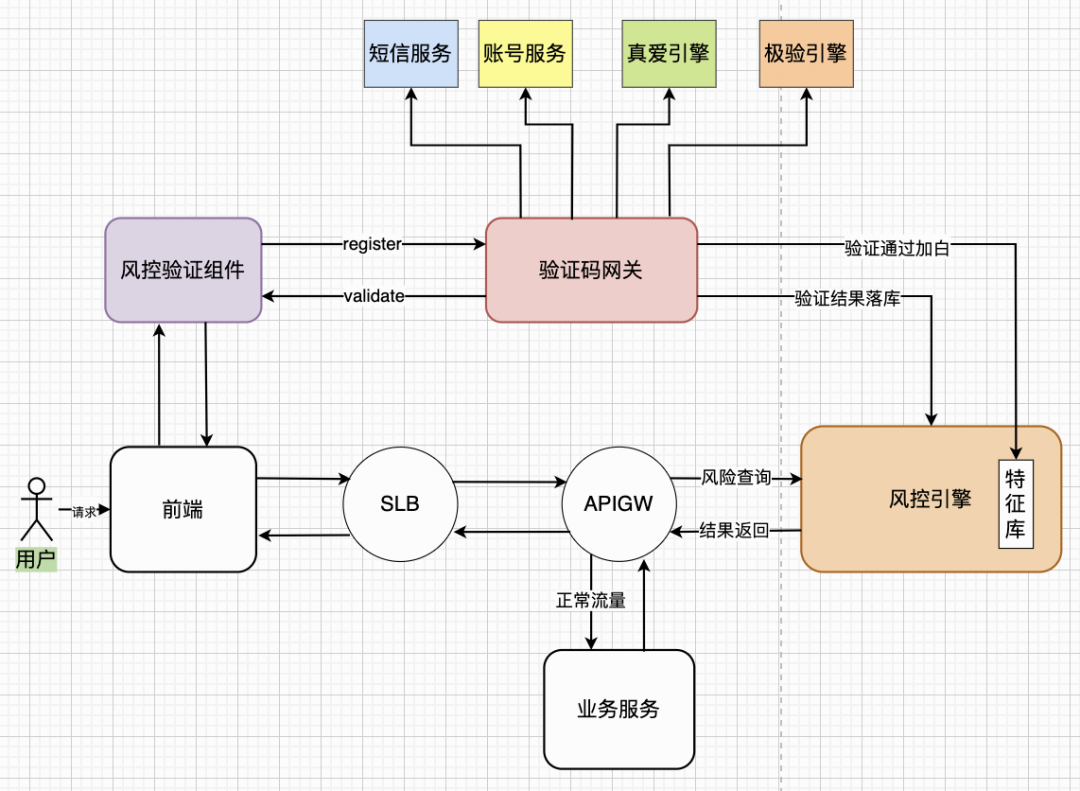 短信服务
账号服务
真爱引擎
极验引擎
风控验证组件
register
validate
验证码网关
验证通过加白
验证结果落库
用户
请求
前端
SLB
APIGW
风险查询
结果返回
风控引擎
特
征
库
正常流量
业务服务